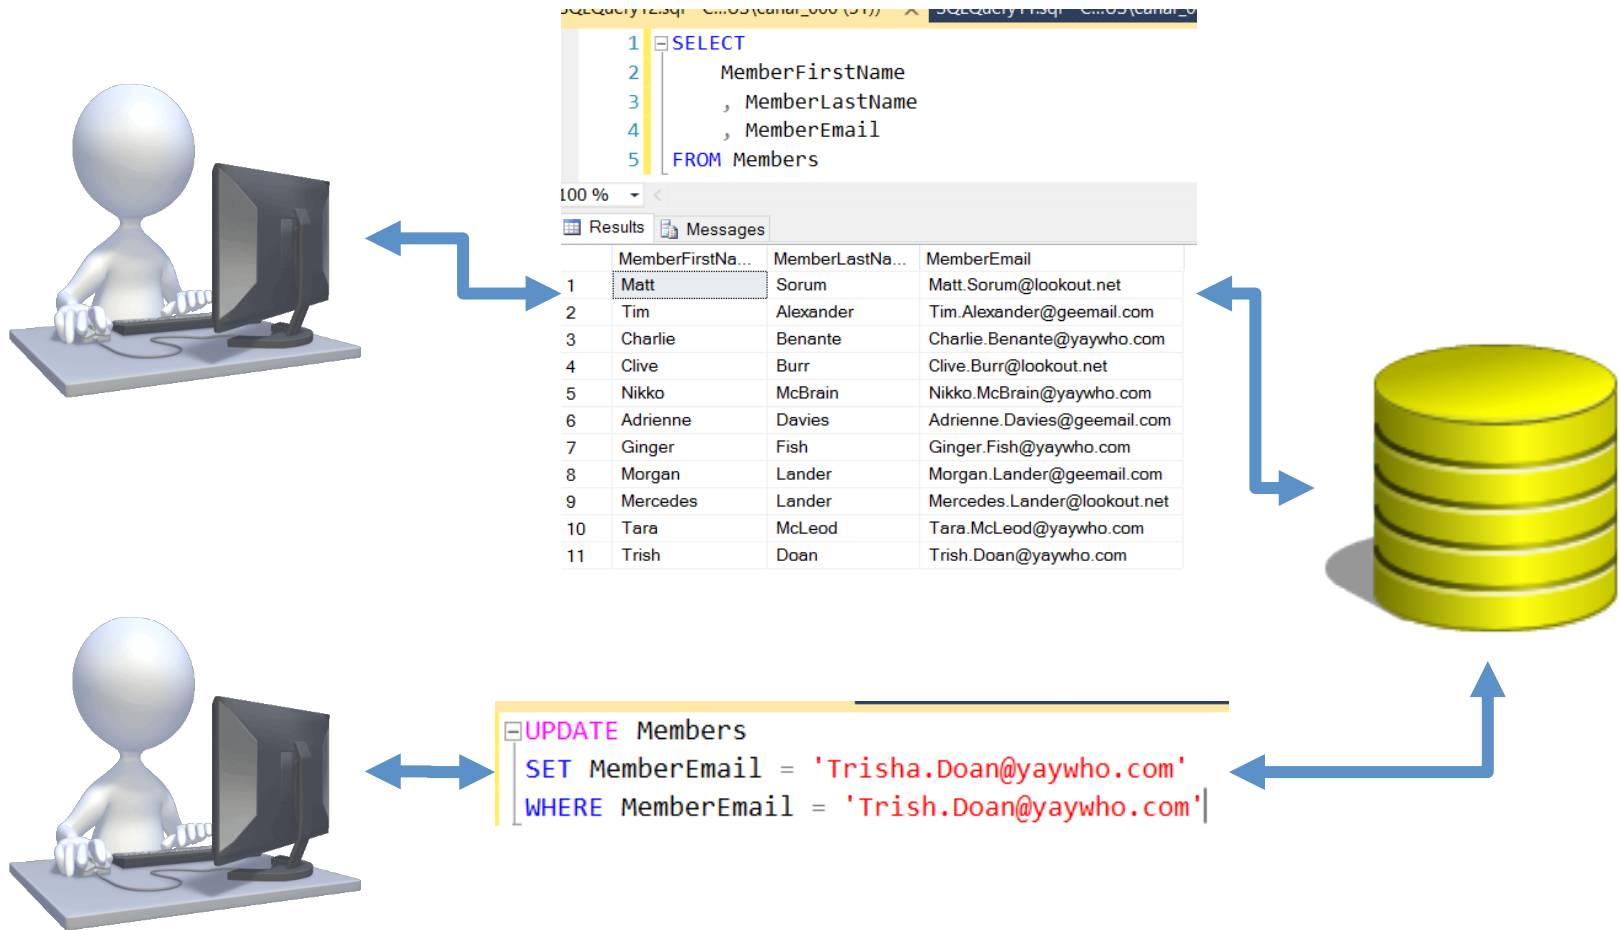 1 SELECT
2 MemberFirstName
3 , MemberLastName
4 , MemberEmail
5 FROM Members
100 %
Results Messages
MemberFirstNa... MemberLastNa... MemberEmail
1 Matt Sorum Matt.Sorum@lookout.net
2 Tim Alexander Tim.Alexander@geemail.com
3 Charlie Benante Charlie.Benante@yaywho.com
4 Clive Burr Clive.Burr@lookout.net
5 Nikko McBrain Nikko.McBrain@yaywho.com
6 Adrienne Davies Adrienne.Davies@geemail.com
7 Ginger Fish Ginger.Fish@yaywho.com
8 Morgan Lander Morgan.Lander@geemail.com
9 Mercedes Lander Mercedes.Lander@lookout.net
10 Tara McLeod Tara.McLeod@yaywho.com
11 Trish Doan Trish.Doan@yaywho.com
UPDATE Members
SET MemberEmail = 'Trisha.Doan@yaywho.com'
WHERE MemberEmail = 'Trish.Doan@yaywho.com'